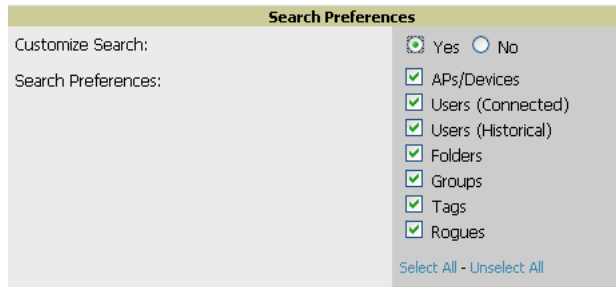 Search Preferences
Customize Search: Yes No
Search Preferences: APs/Devices
Users (Connected)
Users (Historical)
Folders
Groups
Tags
Rogues
Select All - Unselect All